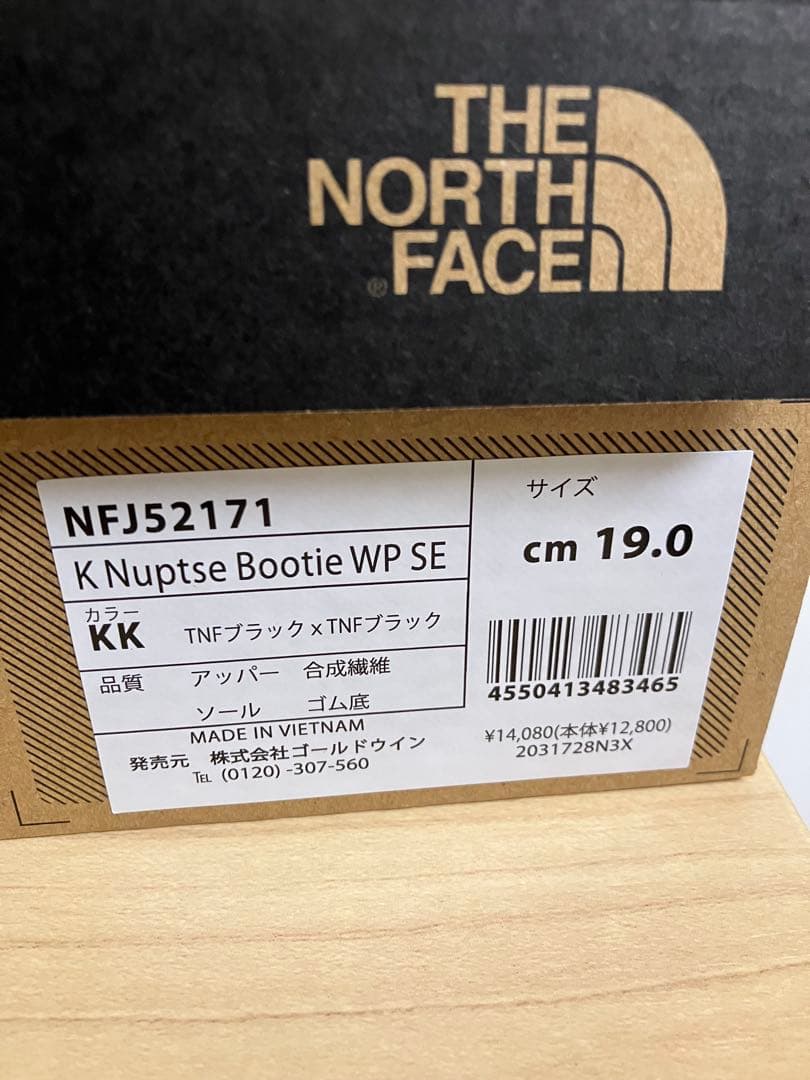 THE
NORTH
FACE
®
NFJ52171
K Nuptse Bootie WP SE
カラー
KK TNFブラック x TNFブラック
品質 アッパー 合成繊維
ソール ゴム底
MADE IN VIETNAM
発売元 株式会社ゴールドウイン
TEL (0120) -307-560
サイズ
cm 19.0
4550413483465
¥14,080(本体¥12,800)
2031728N3X